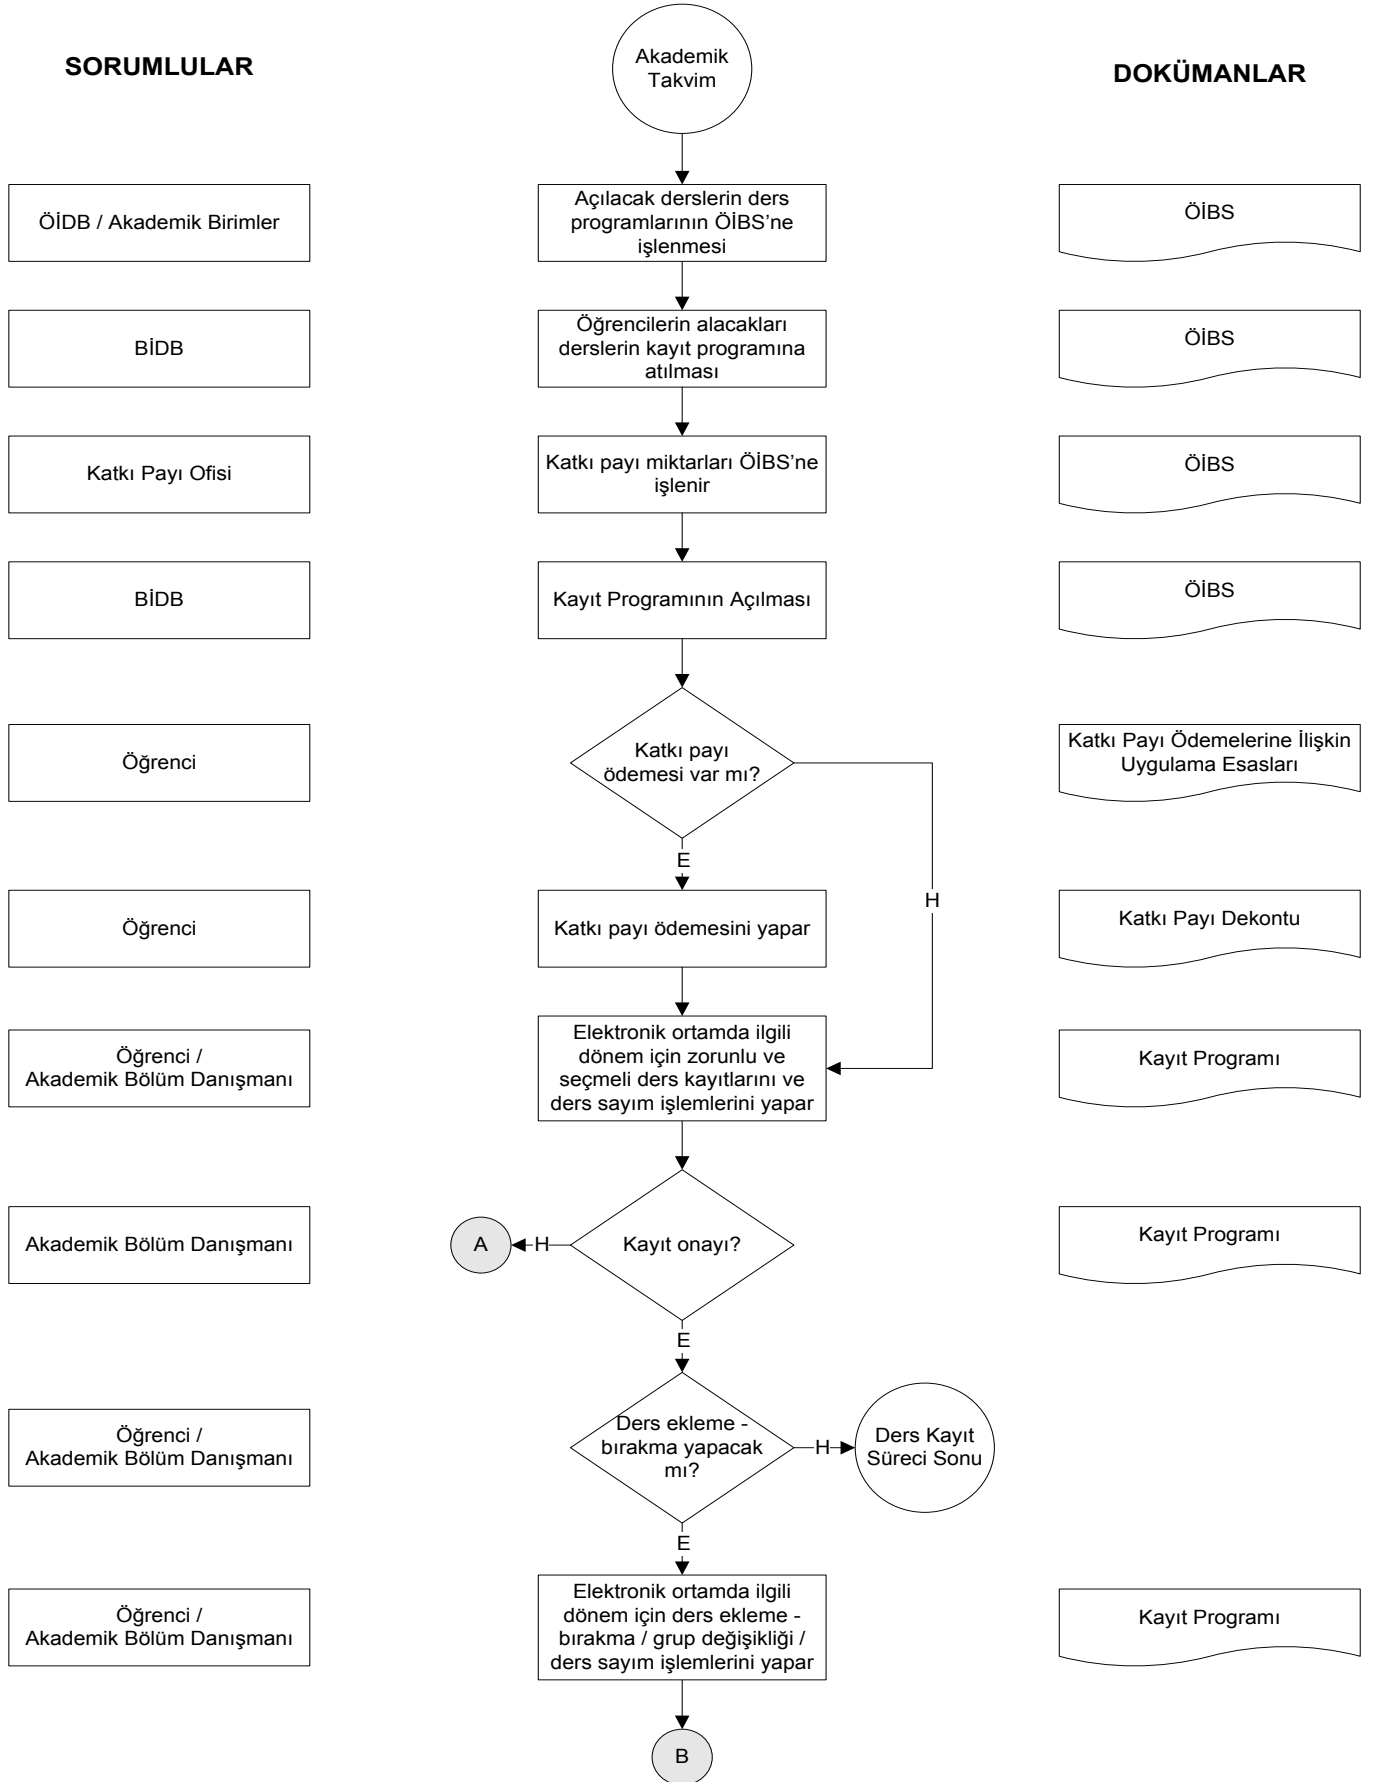 SORUMLULAR
Akademik
Takvim
DOKÜMANLAR
ÖİDB / Akademik Birimler
Açılacak derslerin ders
programlarının ÖİBS’ne
işlenmesi
ÖİBS
BİDB
Öğrencilerin alacakları
derslerin kayıt programına
atılması
ÖİBS
Katkı Payı Ofisi
Katkı payı miktarları ÖİBS’ne
işlenir
ÖİBS
BİDB
Kayıt Programının Açılması
ÖİBS
Öğrenci
Katkı payı
ödemesi var mı?
Katkı Payı Ödemelerine İlişkin
Uygulama Esasları
E
H
Öğrenci
Katkı payı ödemesini yapar
Katkı Payı Dekontu
Öğrenci /
Akademik Bölüm Danışmanı
Elektronik ortamda ilgili
dönem için zorunlu ve
seçmeli ders kayıtlarını ve
ders sayım işlemlerini yapar
Kayıt Programı
Akademik Bölüm Danışmanı
A
H
Kayıt onayı?
Kayıt Programı
E
Öğrenci /
Akademik Bölüm Danışmanı
Ders ekleme -
bırakma yapacak
mı?
H
Ders Kayıt
Süreci Sonu
E
Öğrenci /
Akademik Bölüm Danışmanı
Elektronik ortamda ilgili
dönem için ders ekleme -
bırakma / grup değişikliği /
ders sayım işlemlerini yapar
Kayıt Programı
B